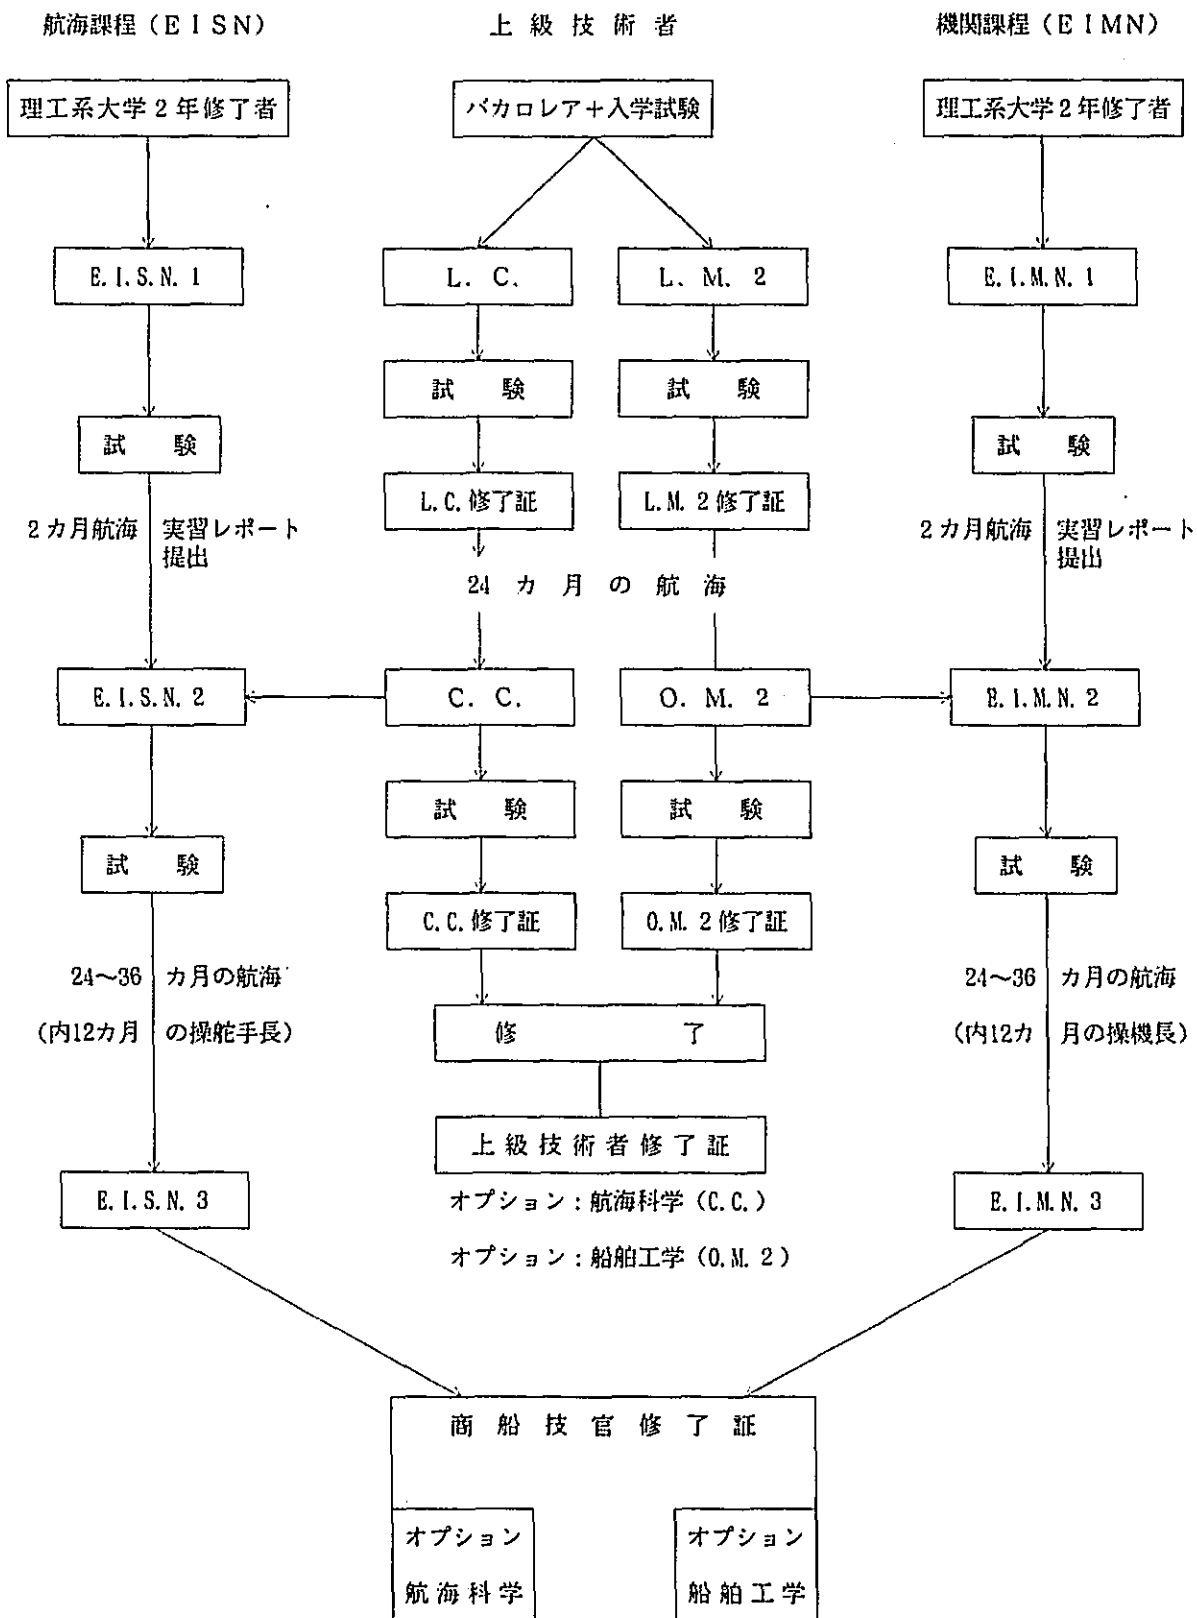 航海課程（EISN）
上級技術者
機関課程（EIMN）
理工系大学2年修了者
バカロレア＋入学試験
理工系大学2年修了者
E.I.S.N.1
L. C.
L. M. 2
E.I.M.N.1
試 験
試 験
試 験
試 験
L.C.修了証
L.M.2修了証
2カ月航海 実習レポート
提出
2カ月航海 実習レポート
提出
24カ月の航海
E.I.S.N.2
C. C.
O. M. 2
E.I.M.N.2
試 験
試 験
試 験
試 験
C.C.修了証
O.M.2修了証
24～36カ月の航海
（内12カ月の操舵手長）
24～36カ月の航海
（内12カ月の操機長）
修 了
上級技術者修了証
E.I.S.N.3
E.I.M.N.3
オプション：航海科学（C.C.）
オプション：船舶工学（O.M.2）
商船技官修了証
オプション
航海科学
オプション
船舶工学